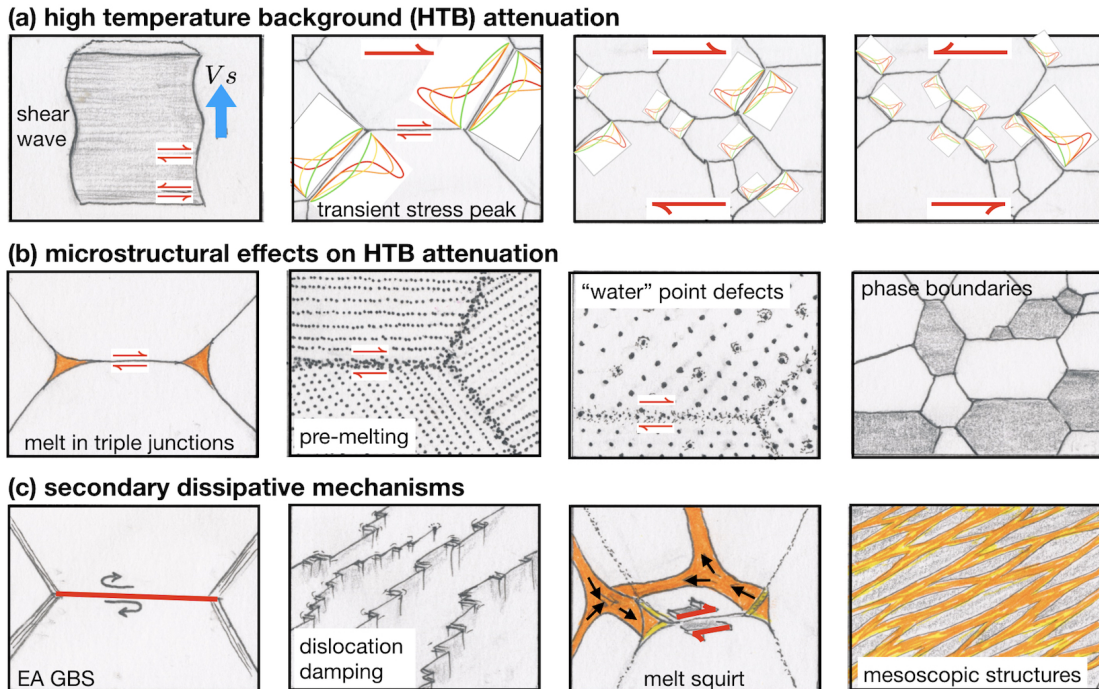 (a) high temperature background (HTB) attenuation
Vs
shear
wave
transient stress peak
(b) microstructural effects on HTB attenuation
melt in triple junctions
pre-melting
“water” point defects
phase boundaries
(c) secondary dissipative mechanisms
EA GBS
dislocation
damping
melt squirt
mesoscopic structures